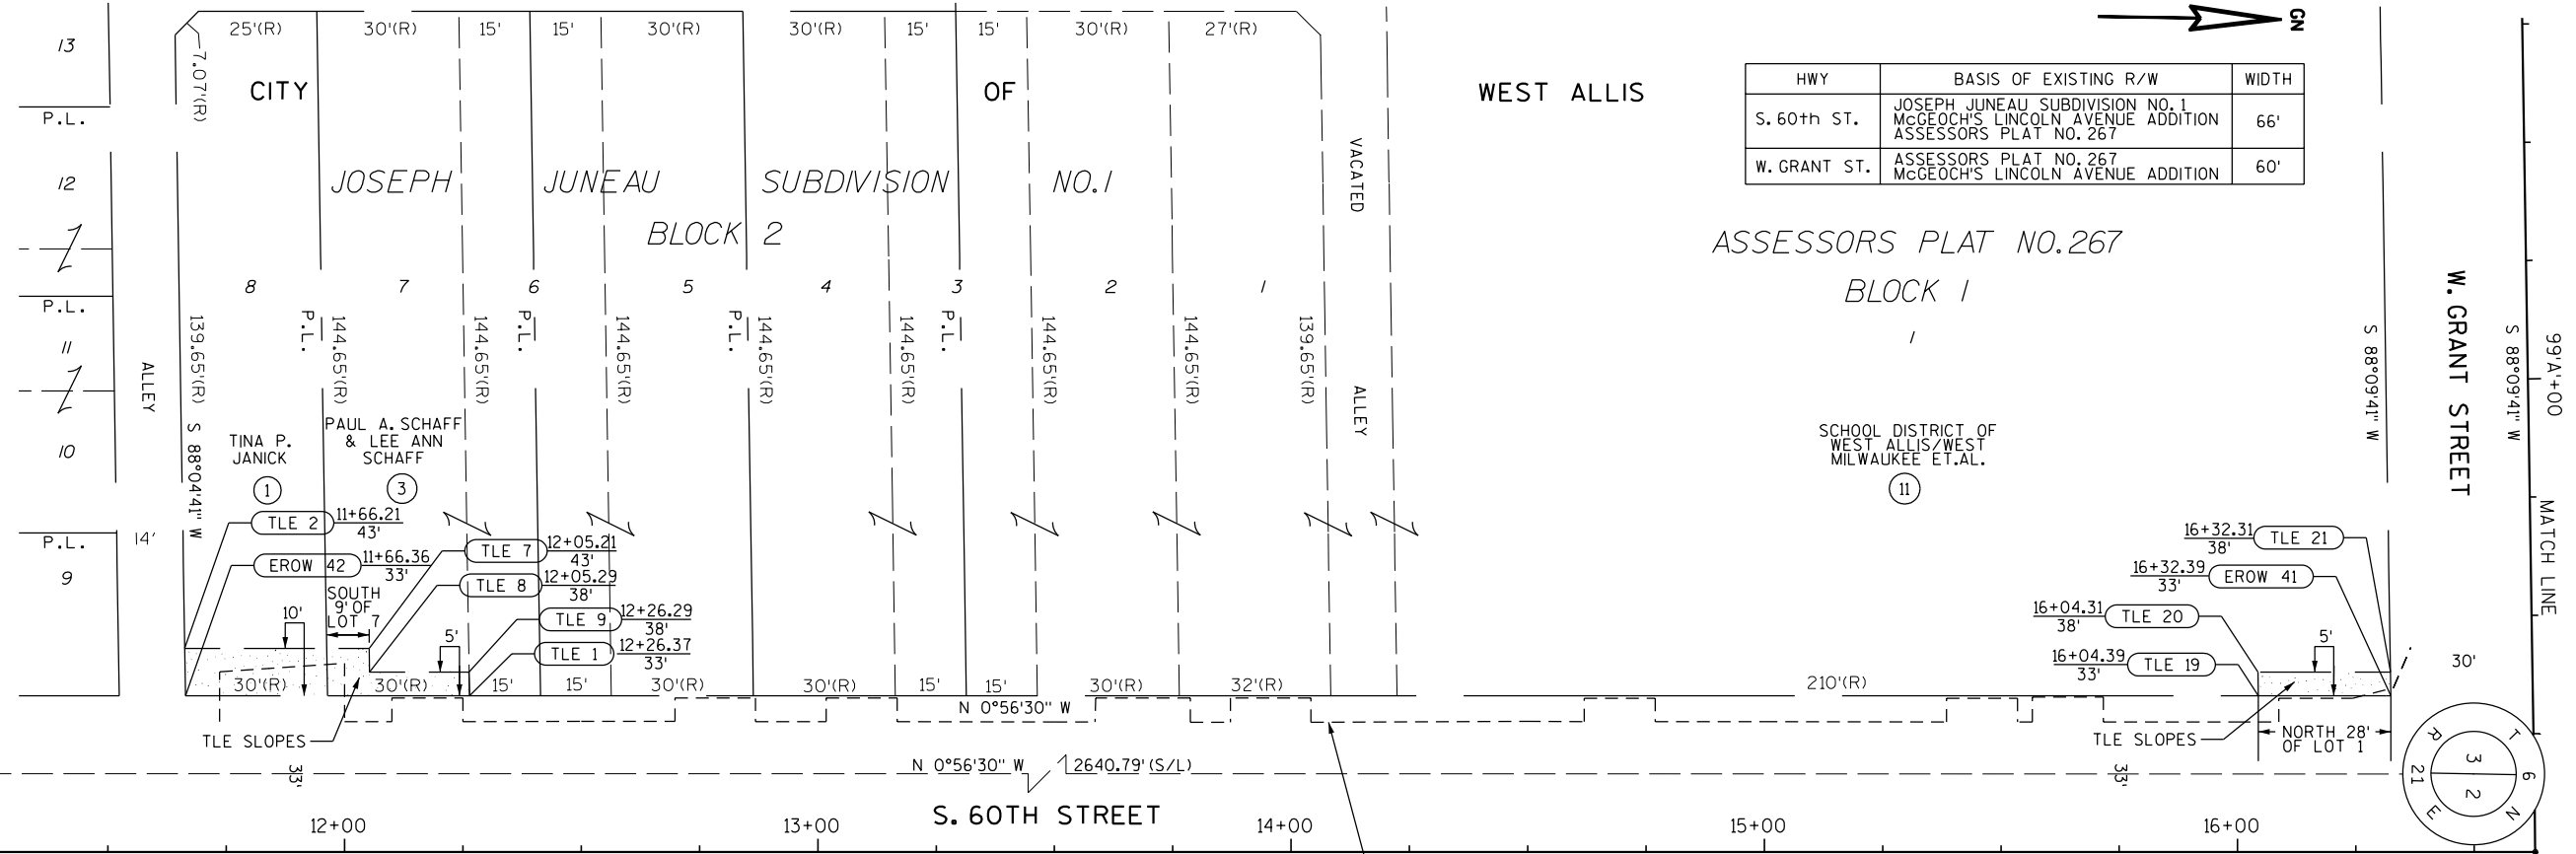 13
P.L.
12
P.L.
11
10
P.L.
9
ALLEY
14'
25'(R)
30'(R)
15'
15'
30'(R)
30'(R)
15'
15'
30'(R)
27'(R)
7.07'(R)
CITY OF WEST ALLIS
GN
HWY BASIS OF EXISTING R/W WIDTH
S. 60th ST. JOSEPH JUNEAU SUBDIVISION NO. 1 66'
McGEOCH'S LINCOLN AVENUE ADDITION
ASSESSORS PLAT NO. 267
W. GRANT ST. ASSESSORS PLAT NO. 267 60'
McGEOCH'S LINCOLN AVENUE ADDITION
JOSEPH JUNEAU SUBDIVISION NO.1
BLOCK 2
VACATED
ALLEY
ASSESSORS PLAT NO. 267
BLOCK 1
1
8
7
6
5
4
3
2
1
139.65'(R)
P.L.
144.65'(R)
144.65'(R)
P.L.
144.65'(R)
P.L.
144.65'(R)
144.65'(R)
P.L.
144.65'(R)
144.65'(R)
139.65'(R)
S 88°04'41" W
TINA P.
JANICK
1
PAUL A. SCHAFF
& LEE ANN
SCHAFF
3
SCHOOL DISTRICT OF
WEST ALLIS/WEST
MILWAUKEE ET.AL.
11
S 88°09'41" W
W. GRANT STREET
S 88°09'41" W
99'A'+00
MATCH LINE
TLE 2 11+66.21
43'
EROW 42 11+66.36
33'
TLE 7 12+05.21
43'
TLE 8 12+05.29
38'
TLE 9 12+26.29
38'
TLE 1 12+26.37
33'
SOUTH
9' OF
LOT 7
10'
5'
16+32.31 TLE 21
38'
16+32.39 EROW 41
33'
16+04.31 TLE 20
38'
16+04.39 TLE 19
33'
5'
30'
30'(R)
30'(R)
15'
15'
30'(R)
30'(R)
15'
15'
30'(R)
32'(R)
210'(R)
N 0°56'30" W
TLE SLOPES
TLE SLOPES
NORTH 28'
OF LOT 1
33'
N 0°56'30" W 2640.79' (S/L)
33'
S. 60TH STREET
T 6 N
R 21 E
3
2
12+00
13+00
14+00
15+00
16+00